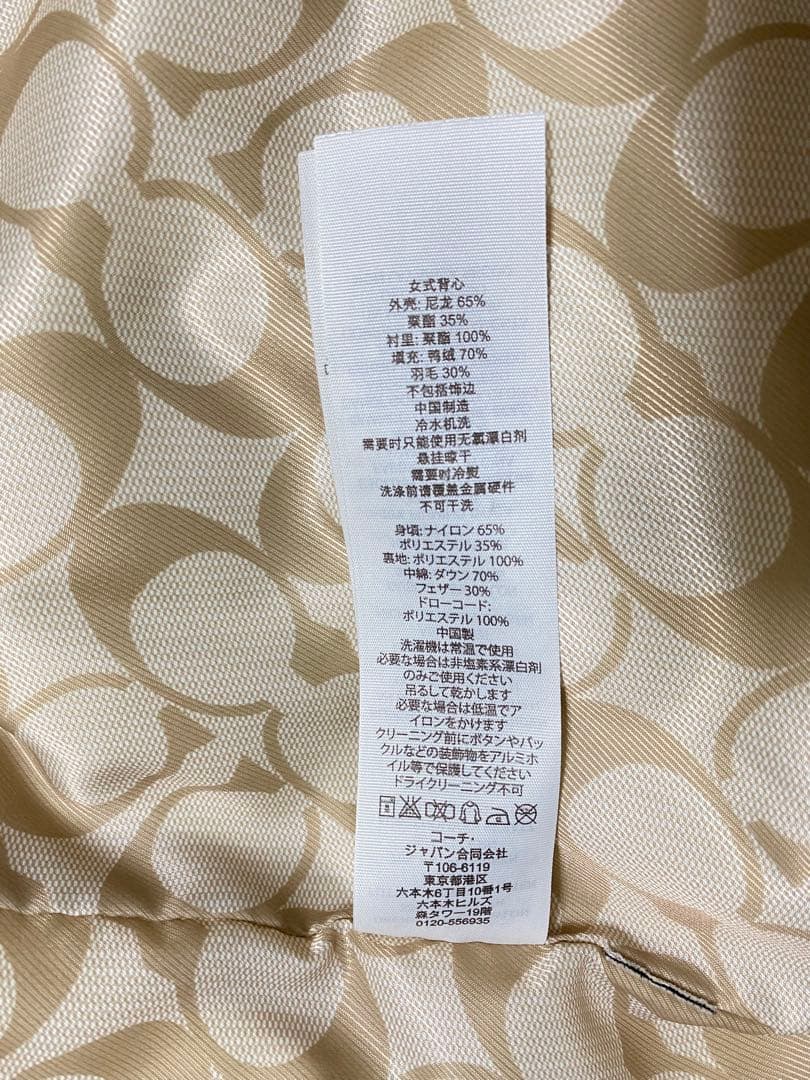 女式背心
外壳: 尼龙 65%
聚酯 35%
衬里: 聚酯 100%
填充: 鸭绒 70%
羽毛 30%
不包括饰边
中国制造
冷水机洗
需要时只能使用无氯漂白剂
悬挂晾干
需要时冷熨
洗涤前请覆盖金属硬件
不可干洗
身頃: ナイロン 65%
ポリエステル 35%
裏地: ポリエステル 100%
中綿: ダウン 70%
フェザー 30%
ドローコード:
ポリエステル 100%
中国製
洗濯機は常温で使用
必要な場合は非塩素系漂白剤
のみご使用ください
吊るして乾かします
必要な場合は低温でア
イロンをかけます
クリーニング前にボタンやバッ
クルなどの装飾物をアルミホ
イル等で保護してください
ドライクリーニング不可
コーチ・
ジャパン合同会社
〒106-6119
東京都港区
六本木6丁目10番1号
六本木ヒルズ
森タワー19階
0120-556935